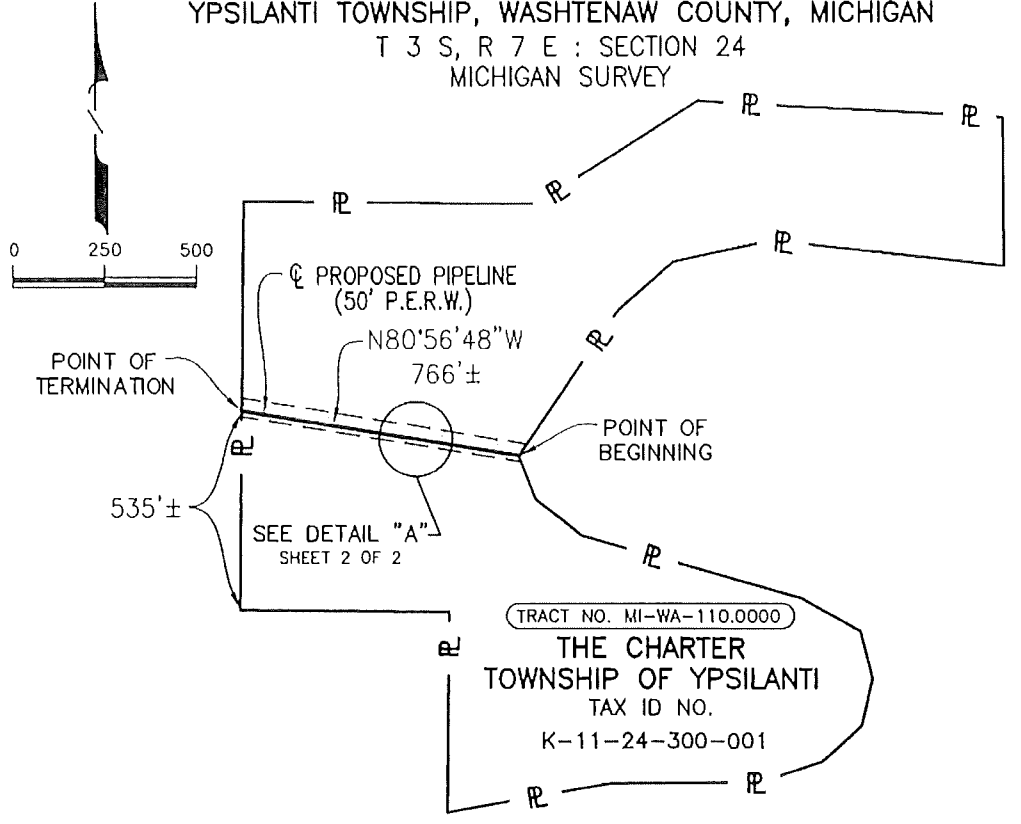 YPSILANTI TOWNSHIP, WASHTENAW COUNTY, MICHIGAN
T 3 S, R 7 E : SECTION 24
MICHIGAN SURVEY
0 250 500
℄ PROPOSED PIPELINE
(50' P.E.R.W.)
N80°56'48"W
766'±
POINT OF
TERMINATION
POINT OF
BEGINNING
535'±
SEE DETAIL "A"
SHEET 2 OF 2
TRACT NO. MI-WA-110.0000
THE CHARTER
TOWNSHIP OF YPSILANTI
TAX ID NO.
K-11-24-300-001
PL
PL
PL
PL
PL
PL
PL
PL
PL
PL
PL